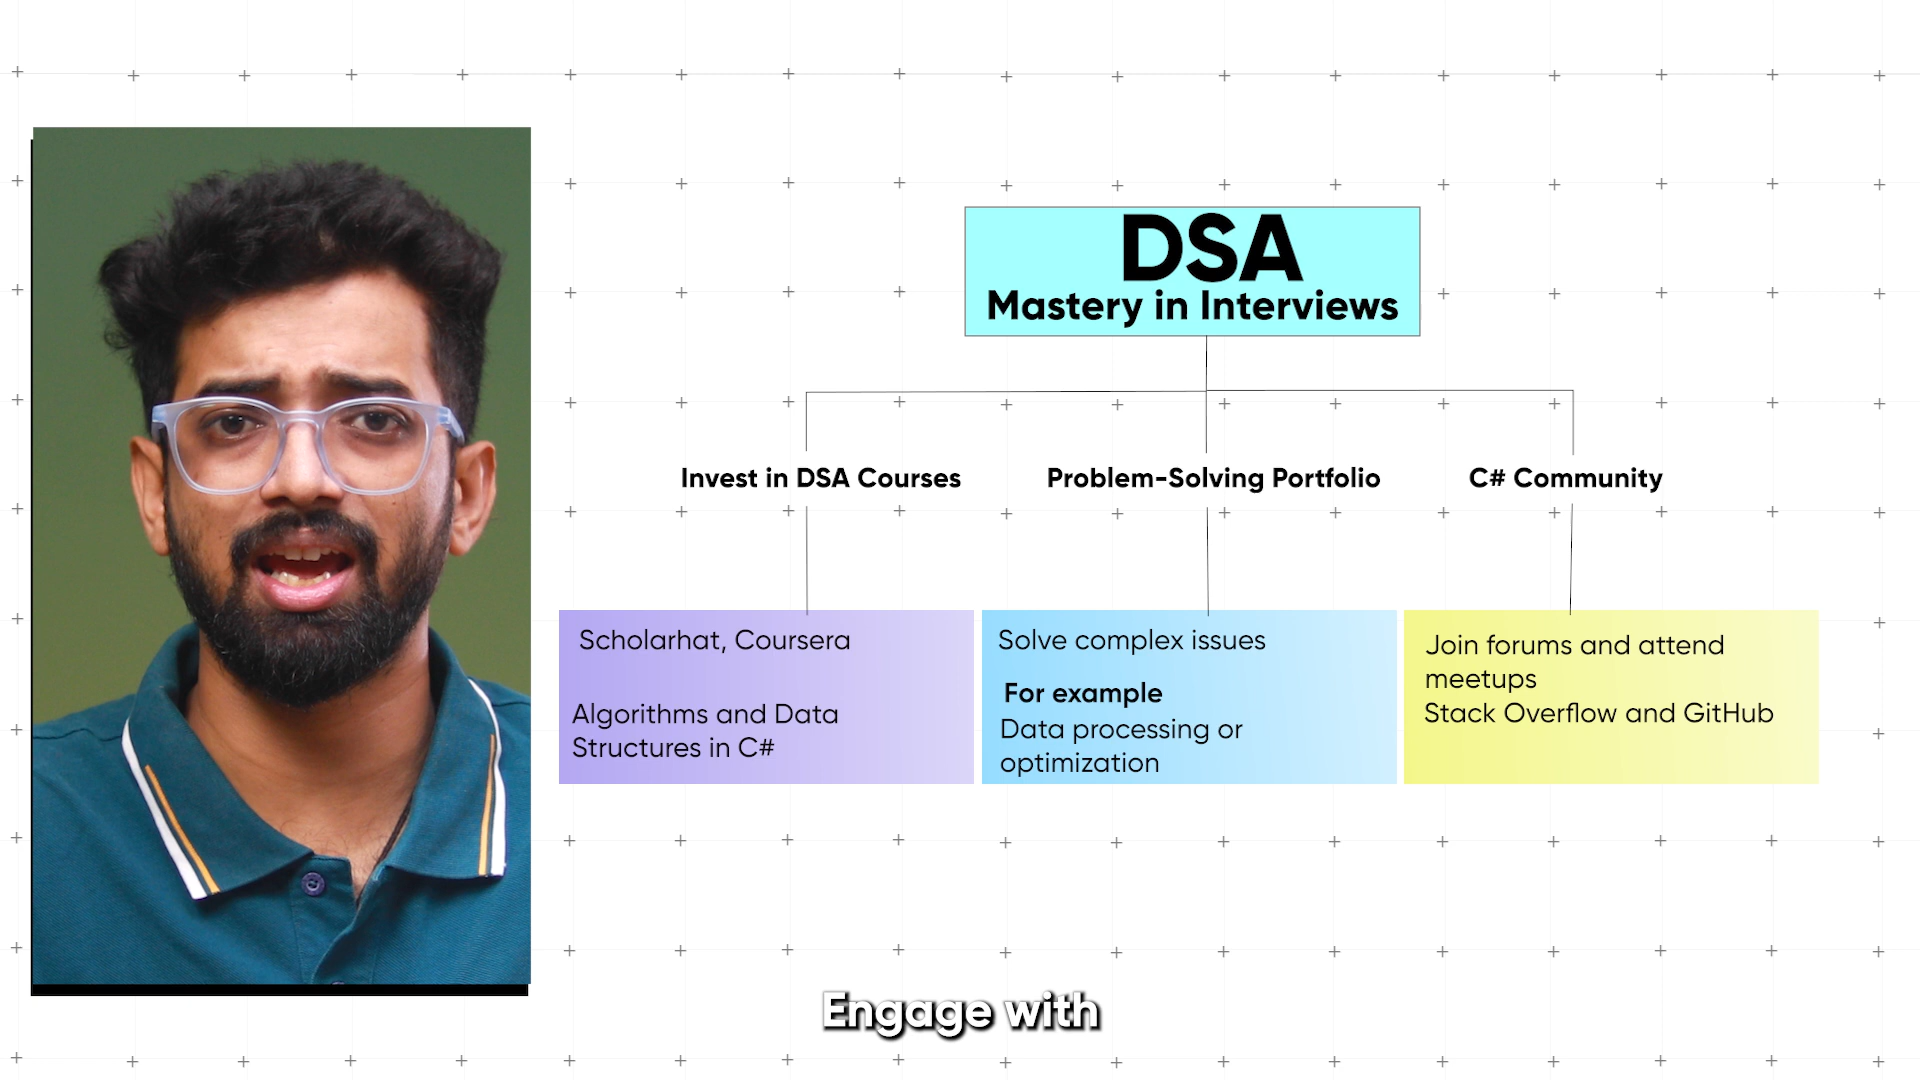 DSA
Mastery in Interviews
Invest in DSA Courses
Problem-Solving Portfolio
C# Community
Scholarhat, Coursera
Algorithms and Data
Structures in C#
Solve complex issues
For example
Data processing or
optimization
Join forums and attend
meetups
Stack Overflow and GitHub
Engage with